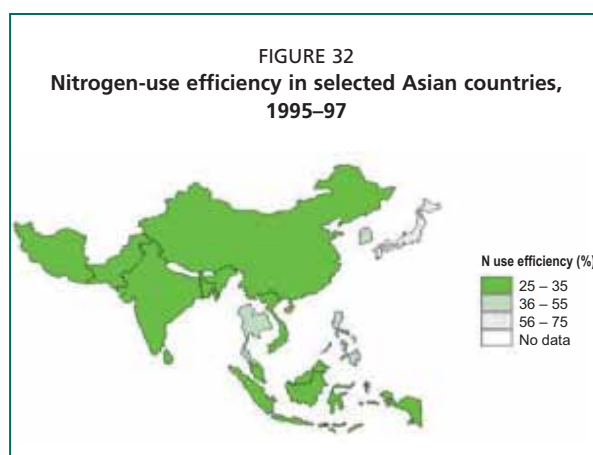 FIGURE 32
Nitrogen-use efficiency in selected Asian countries,
1995–97
N use efficiency (%)
25 – 35
36 – 55
56 – 75
No data